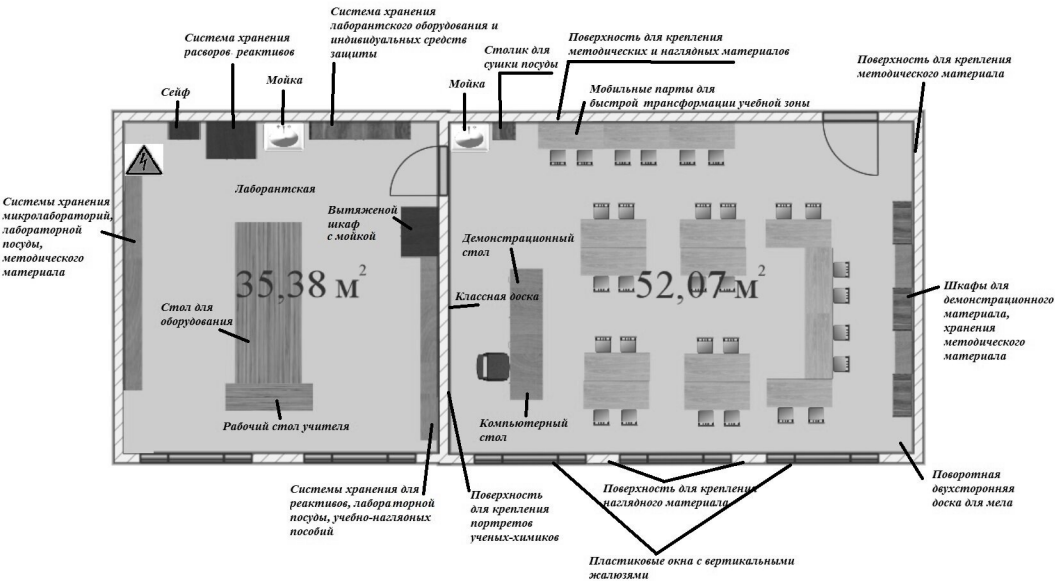 Система хранения
лаборантского оборудования и
индивидуальных средств
защиты
Система хранения
расворов реактивов
Мойка
Сейф
Столик для
сушки посуды
Мойка
Поверхность для крепления
методических и наглядных материалов
Мобильные парты для
быстрой трансформации учебной зоны
Поверхность для крепления
методического материала
Лаборантская
Системы хранения
микролабораторий,
лабораторной
посуды,
методического
материала
Вытяженой
шкаф
с мойкой
Демонстрационный
стол
35,38 м²
52,07 м²
Классная доска
Стол для
оборудования
Шкафы для
демонстрационного
материала,
хранения
методического
материала
Рабочий стол учителя
Компьютерный
стол
Системы хранения для
реактивов, лабораторной
посуды, учебно-наглядных
пособий
Поверхность
для крепления
портретов
ученых-химиков
Поверхность для крепления
наглядного материала
Поворотная
двухсторонняя
доска для мела
Пластиковые окна с вертикальными
жалюзями